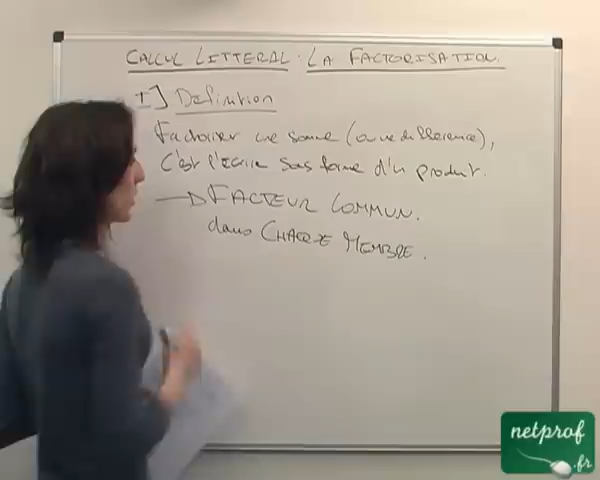 CALCUL LITTERAL : LA FACTORISATION.
I] Définition
Factoriser une somme (ou une différence),
c'est l'écrire sous forme d'un produit.
→ FACTEUR COMMUN.
dans CHAQUE MEMBRE.
netprof
.fr